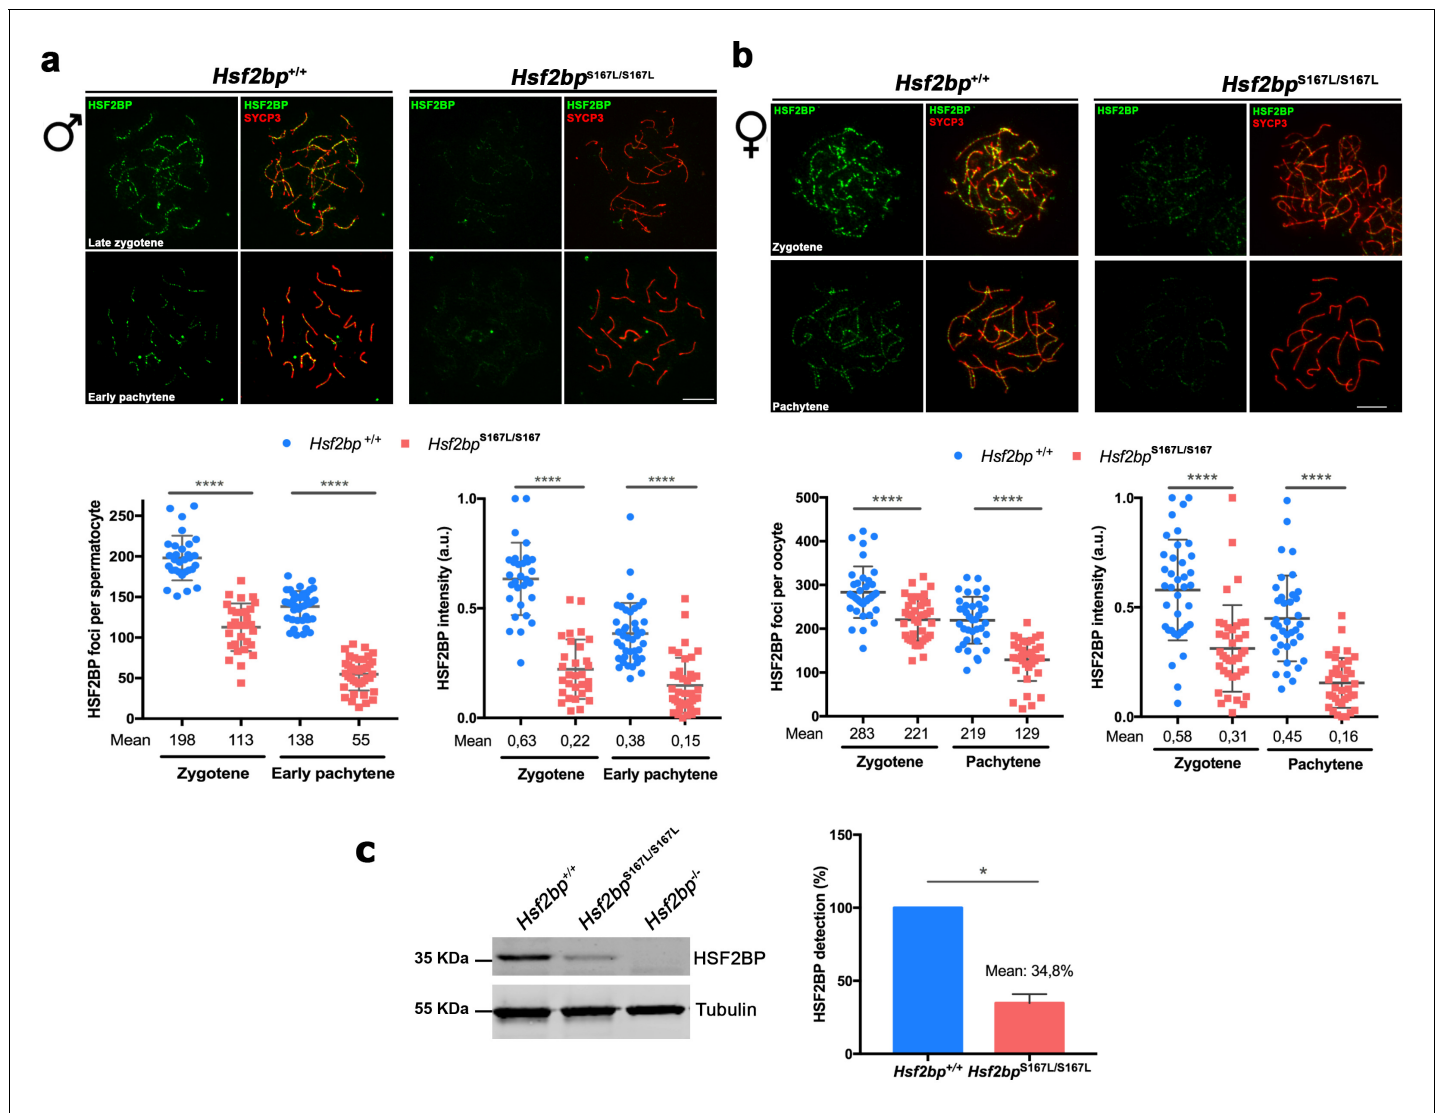 a
Hsf2bp+/+
Hsf2bpS167L/S167L
HSF2BP
HSF2BP
SYCP3
HSF2BP
HSF2BP
SYCP3
♂
Late zygotene
Early pachytene
Hsf2bp +/+
Hsf2bpS167L/S167
HSF2BP foci per spermatocyte
250
200
150
100
50
0
****
****
Mean 198 113 138 55
Zygotene Early pachytene
HSF2BP intensity (a.u.)
1.0
0.5
0.0
****
****
Mean 0,63 0,22 0,38 0,15
Zygotene Early pachytene
b
Hsf2bp+/+
Hsf2bpS167L/S167L
HSF2BP
HSF2BP
SYCP3
HSF2BP
HSF2BP
SYCP3
♀
Zygotene
Pachytene
Hsf2bp +/+
Hsf2bpS167L/S167
HSF2BP foci per oocyte
500
400
300
200
100
0
****
****
Mean 283 221 219 129
Zygotene Pachytene
HSF2BP intensity (a.u.)
1.0
0.5
0.0
****
****
Mean 0,58 0,31 0,45 0,16
Zygotene Pachytene
c
Hsf2bp+/+
Hsf2bpS167L/S167L
Hsf2bp-/-
35 KDa
HSF2BP
55 KDa
Tubulin
HSF2BP detection (%)
150
100
50
0
*
Mean: 34,8%
Hsf2bp+/+ Hsf2bpS167L/S167L